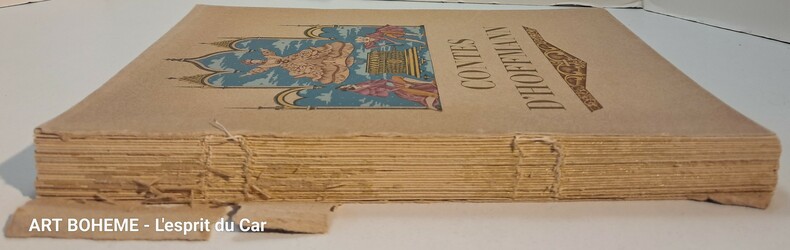 CONTES
D'HOFFMANN
ART BOHEME - L'esprit du Car